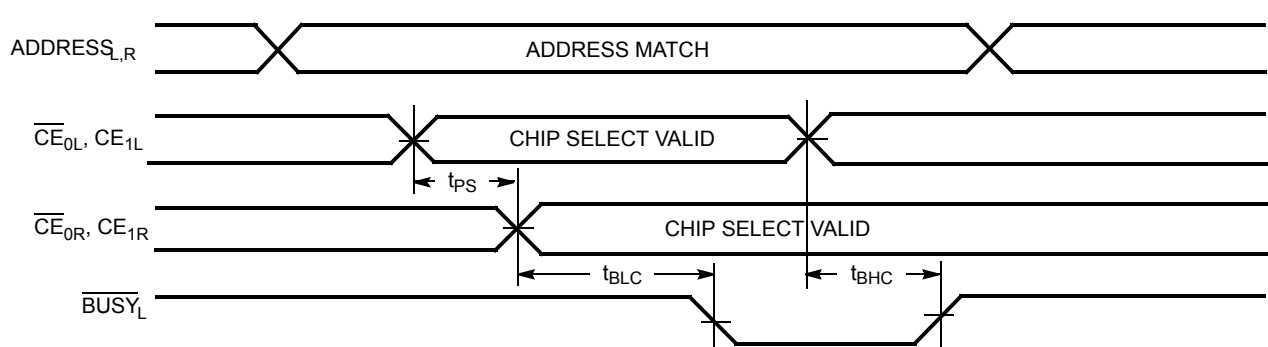 ADDRESS L,R
ADDRESS MATCH
CE0L, CE1L
CHIP SELECT VALID
tPS
CE0R, CE1R
CHIP SELECT VALID
tBLC
tBHC
BUSYL